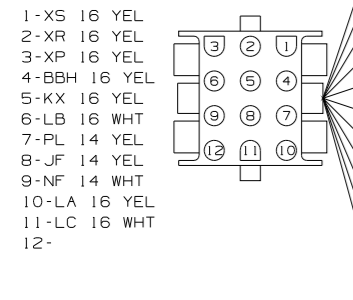 1-XS 16 YEL
2-XR 16 YEL
3-XP 16 YEL
4-BBH 16 YEL
5-KX 16 YEL
6-LB 16 WHT
7-PL 14 YEL
8-JF 14 YEL
9-NF 14 WHT
10-LA 16 YEL
11-LC 16 WHT
12-
3 2 1
6 5 4
9 8 7
12 11 10